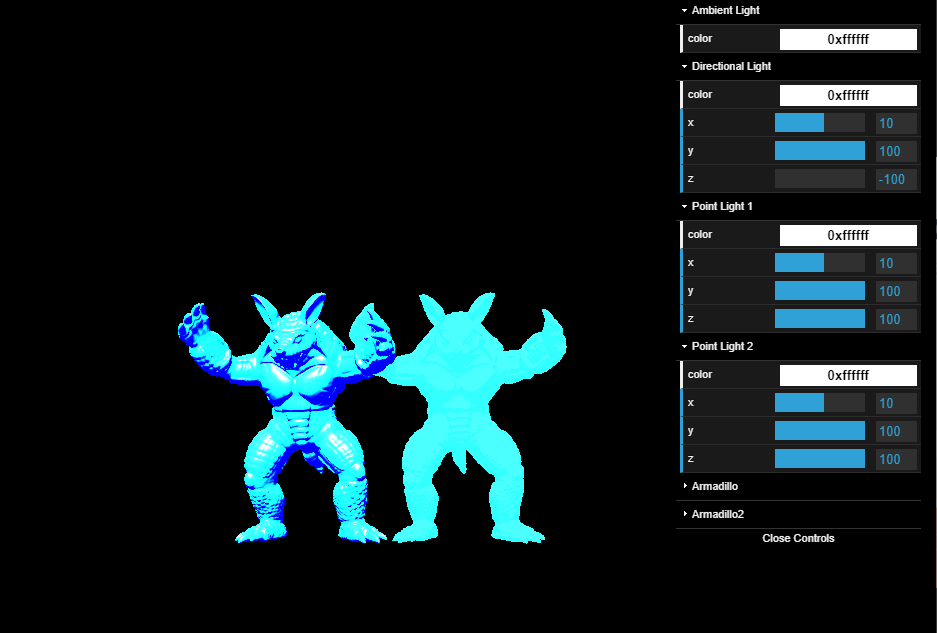 Ambient Light
color 0xffffff
Directional Light
color 0xffffff
x 10
y 100
z -100
Point Light 1
color 0xffffff
x 10
y 100
z 100
Point Light 2
color 0xffffff
x 10
y 100
z 100
Armadillo
Armadillo2
Close Controls